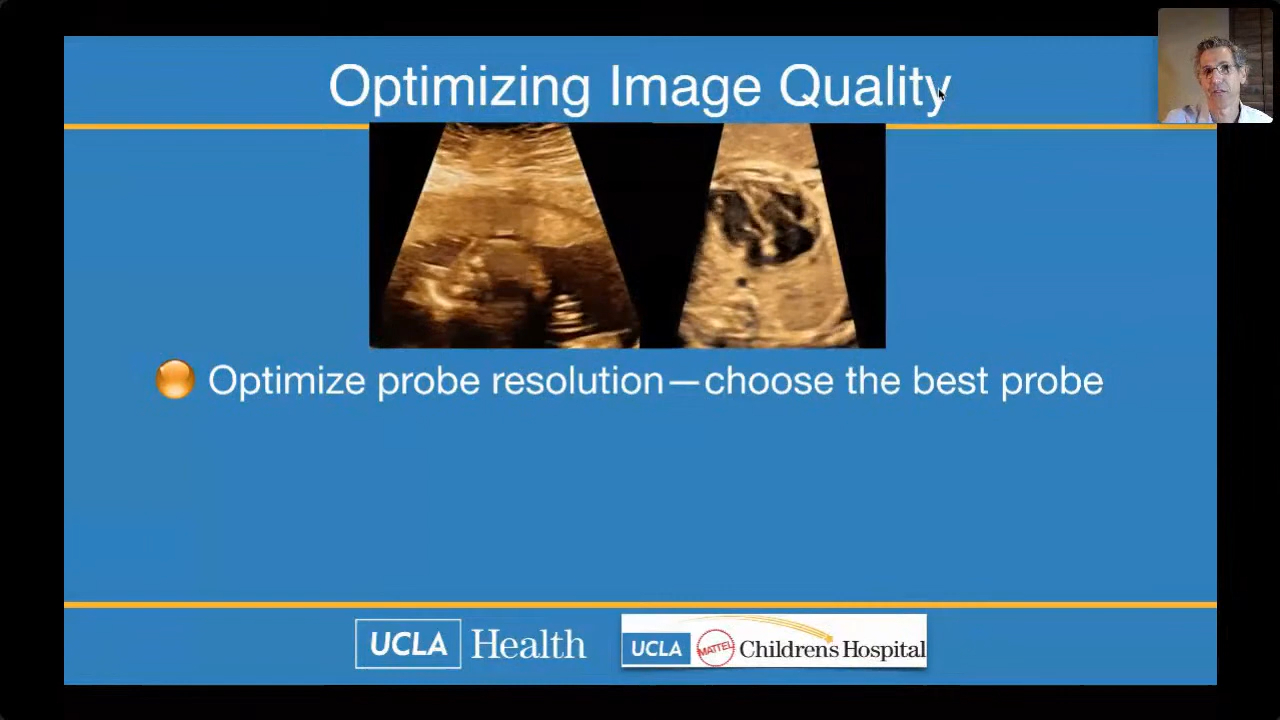 Optimizing Image Quality
Optimize probe resolution—choose the best probe
UCLA Health
UCLA MATTEL Childrens Hospital